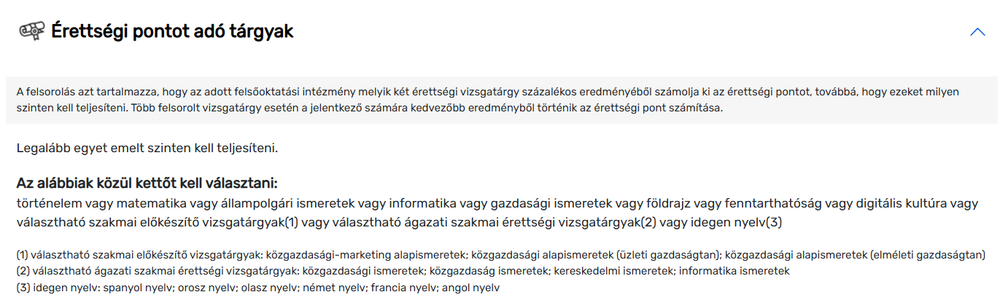 Érettségi pontot adó tárgyak
A felsorolás azt tartalmazza, hogy az adott felsőoktatási intézmény melyik két érettségi vizsgatárgy százalékos eredményéből számolja ki az érettségi pontot, továbbá, hogy ezeket milyen
szinten kell teljesíteni. Több felsorolt vizsgatárgy esetén a jelentkező számára kedvezőbb eredményből történik az érettségi pont számítása.
Legalább egyet emelt szinten kell teljesíteni.
Az alábbiak közül kettőt kell választani:
történelem vagy matematika vagy állampolgári ismeretek vagy informatika vagy gazdasági ismeretek vagy földrajz vagy fenntarthatóság vagy digitális kultúra vagy
választható szakmai előkészítő vizsgatárgyak(1) vagy választható ágazati szakmai érettségi vizsgatárgyak(2) vagy idegen nyelv(3)
(1) választható szakmai előkészítő vizsgatárgyak: közgazdasági-marketing alapismeretek; közgazdasági alapismeretek (üzleti gazdaságtan); közgazdasági alapismeretek (elméleti gazdaságtan)
(2) választható ágazati szakmai érettségi vizsgatárgyak: közgazdasági ismeretek; közgazdaság ismeretek; kereskedelmi ismeretek; informatika ismeretek
(3) idegen nyelv: spanyol nyelv; orosz nyelv; olasz nyelv; német nyelv; francia nyelv; angol nyelv